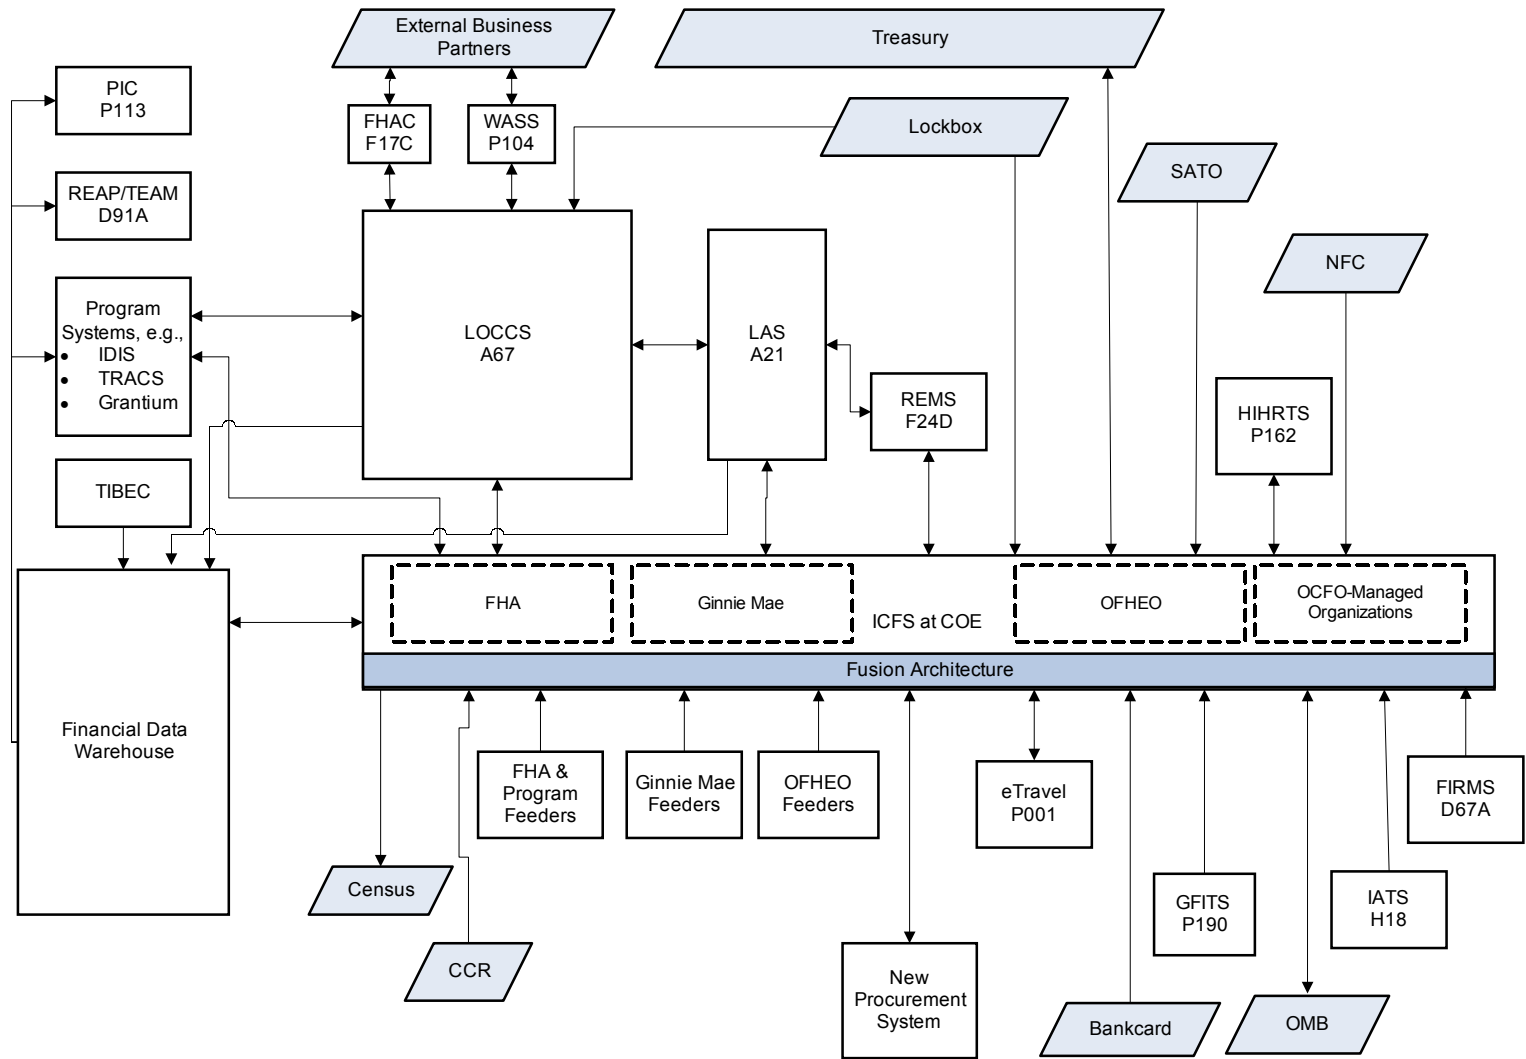 External Business
Partners
Treasury
PIC
P113
FHAC
F17C
WASS
P104
Lockbox
SATO
REAP/TEAM
D91A
NFC
Program
Systems, e.g.,
• IDIS
• TRACS
• Grantium
LOCCS
A67
LAS
A21
REMS
F24D
HIHRTS
P162
TIBEC
FHA
Ginnie Mae
ICFS at COE
OFHEO
OCFO-Managed
Organizations
Fusion Architecture
Financial Data
Warehouse
FHA &
Program
Feeders
Ginnie Mae
Feeders
OFHEO
Feeders
eTravel
P001
FIRMS
D67A
Census
GFITS
P190
IATS
H18
CCR
New
Procurement
System
Bankcard
OMB